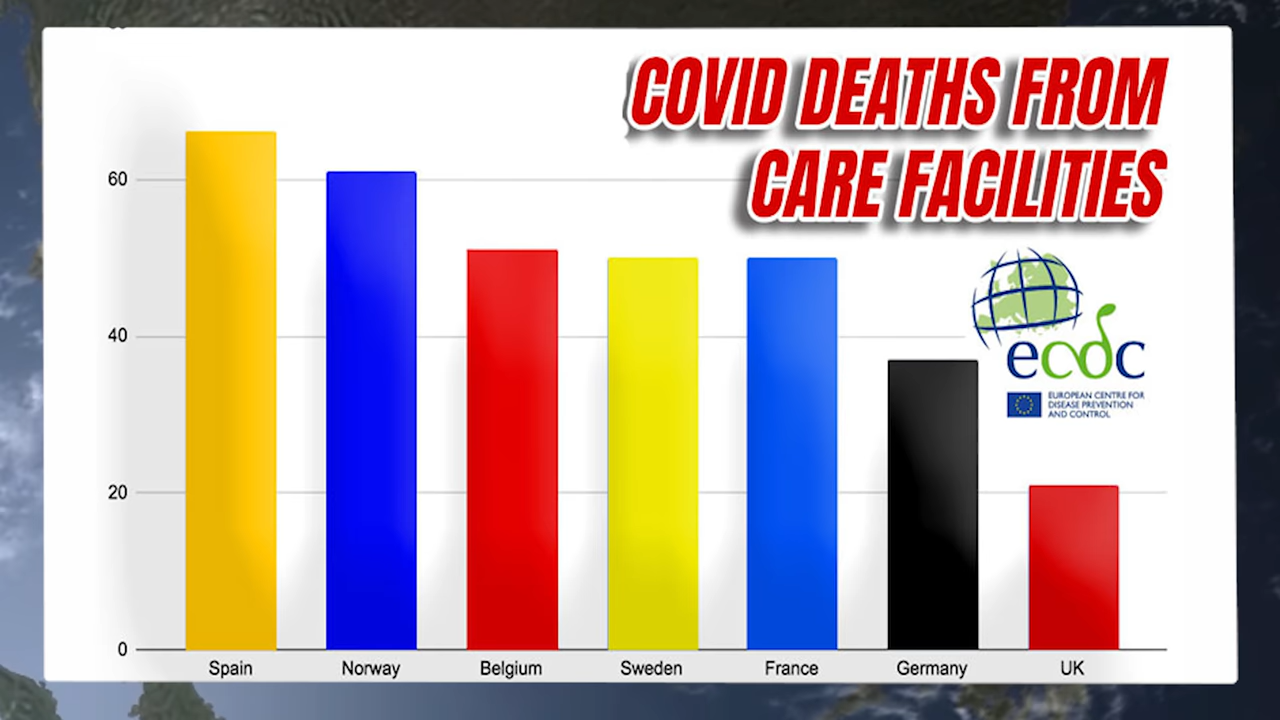 COVID DEATHS FROM
CARE FACILITIES
60
40
20
0
ecdc
EUROPEAN CENTRE FOR
DISEASE PREVENTION
AND CONTROL
Spain Norway Belgium Sweden France Germany UK